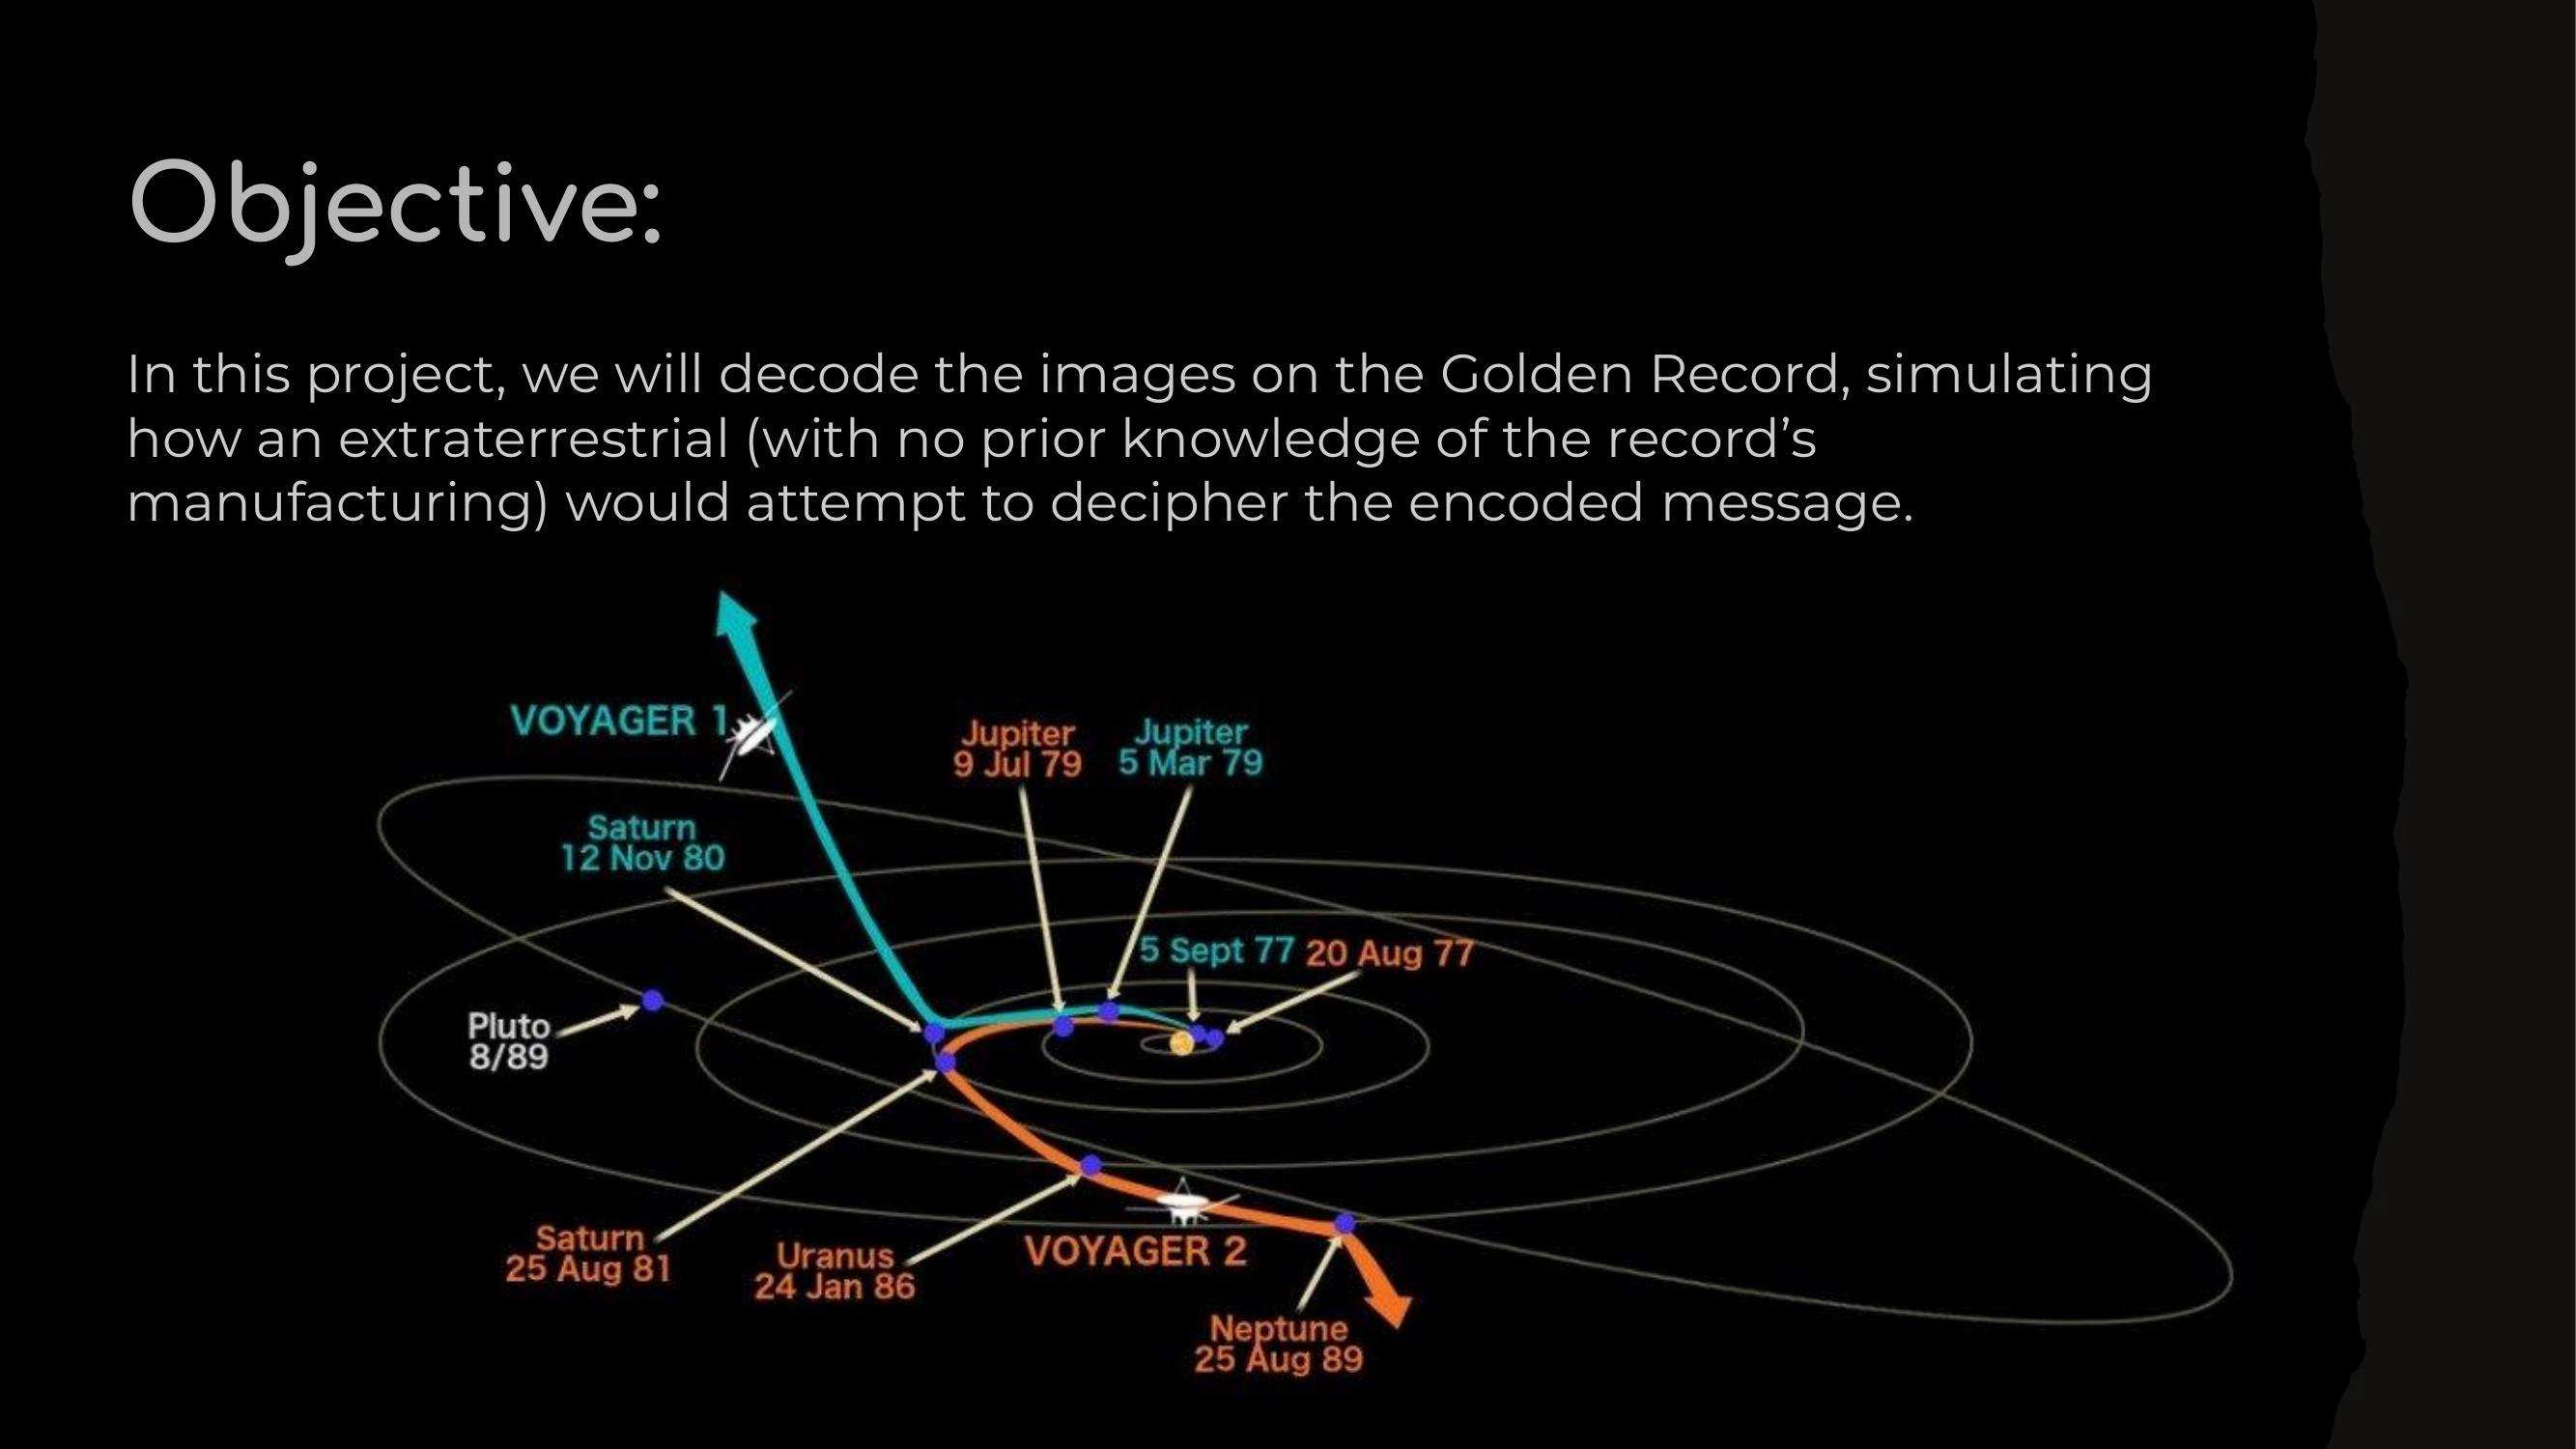 Objective:
In this project, we will decode the images on the Golden Record, simulating
how an extraterrestrial (with no prior knowledge of the record’s
manufacturing) would attempt to decipher the encoded message.
VOYAGER 1
Jupiter
9 Jul 79
Jupiter
5 Mar 79
Saturn
12 Nov 80
5 Sept 77
20 Aug 77
Pluto
8/89
Saturn
25 Aug 81
Uranus
24 Jan 86
VOYAGER 2
Neptune
25 Aug 89